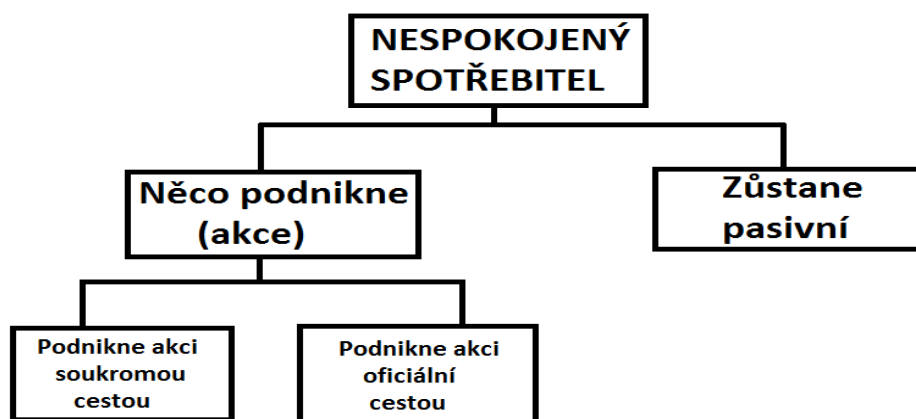 NESPOKOJENÝ
SPOTŘEBITEL
Něco podnikne
(akce)
Zůstane
pasivní
Podnikne akci
soukromou
cestou
Podnikne akci
oficiální
cestou